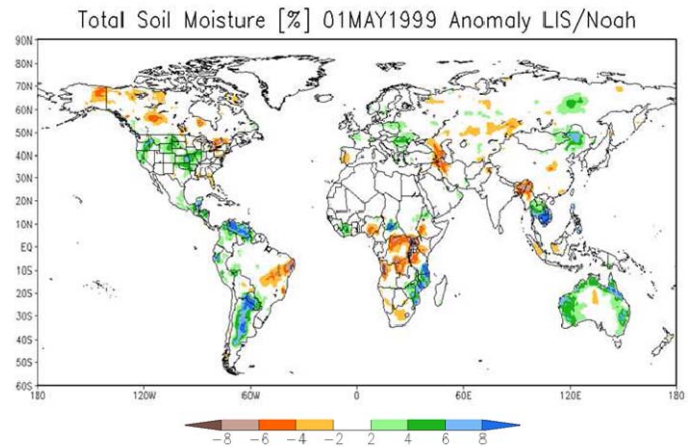 Total Soil Moisture [%] 01MAY1999 Anomaly LIS/Noah
90N
80N
70N
60N
50N
40N
30N
20N
10N
EQ
10S
20S
30S
40S
50S
60S
180 120W 60W 0 60E 120E 180
-8 -6 -4 -2 2 4 6 8